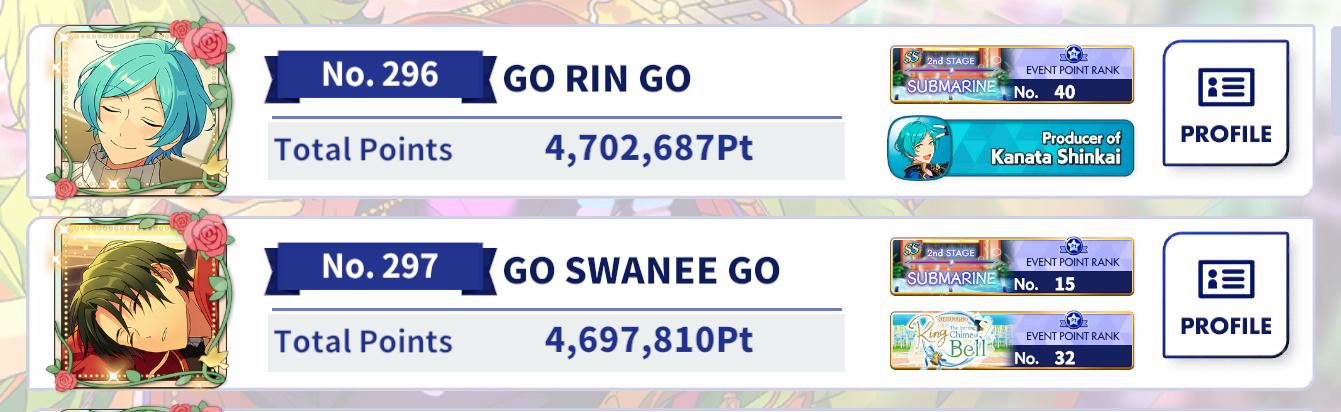 No. 296
GO RIN GO
Total Points
4,702,687Pt
SS
2nd STAGE
SUBMARINE
EVENT POINT RANK
No. 40
Producer of
Kanata Shinkai
PROFILE
No. 297
GO SWANEE GO
Total Points
4,697,810Pt
SS
2nd STAGE
SUBMARINE
EVENT POINT RANK
No. 15
Ring
Chime of
Bell
EVENT POINT RANK
No. 32
PROFILE